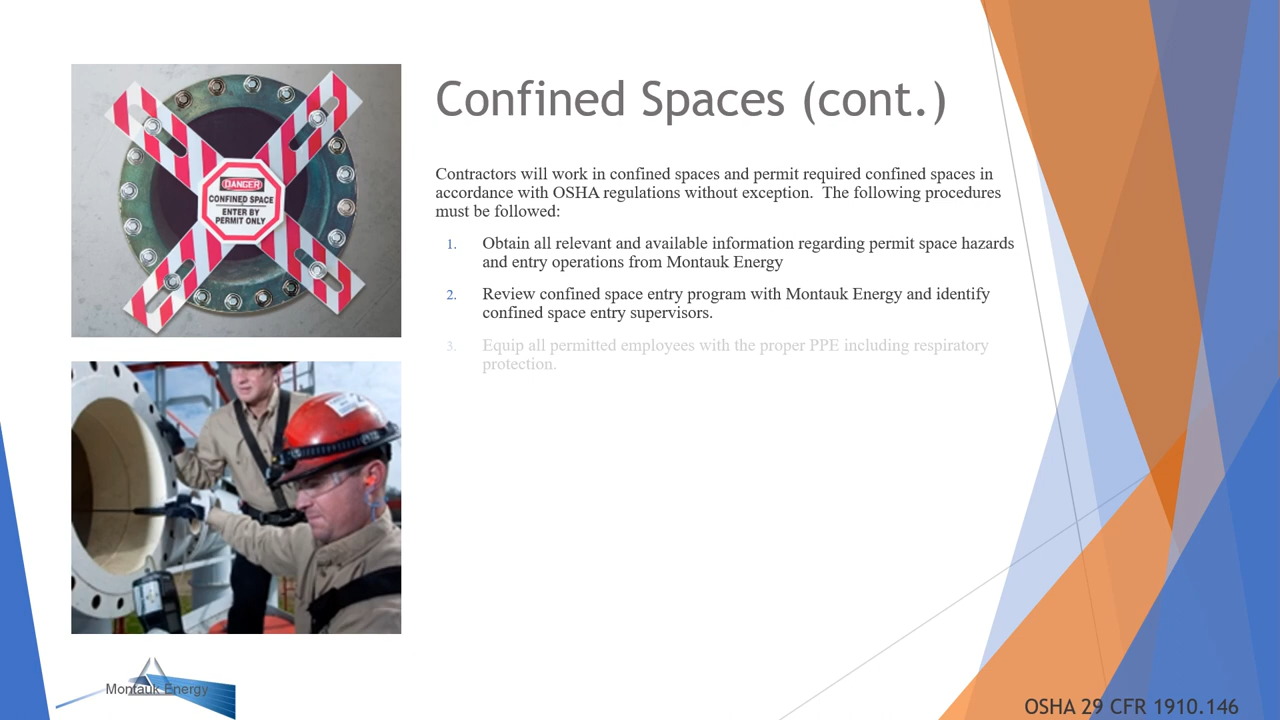 Confined Spaces (cont.)
Contractors will work in confined spaces and permit required confined spaces in
accordance with OSHA regulations without exception.  The following procedures
must be followed:
1. Obtain all relevant and available information regarding permit space hazards
and entry operations from Montauk Energy
2. Review confined space entry program with Montauk Energy and identify
confined space entry supervisors.
3. Equip all permitted employees with the proper PPE including respiratory
protection.
DANGER
CONFINED SPACE
ENTER BY
PERMIT ONLY
Montauk Energy
OSHA 29 CFR 1910.146